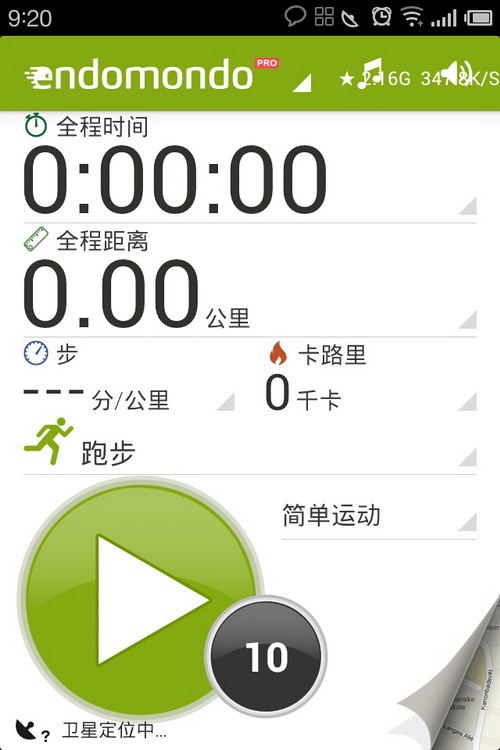 9:20
endomondo PRO
★ 2.16G 347.8K/S
全程时间
0:00:00
全程距离
0.00 公里
步 卡路里
--- 分/公里 0 千卡
跑步
简单运动
10
? 卫星定位中...